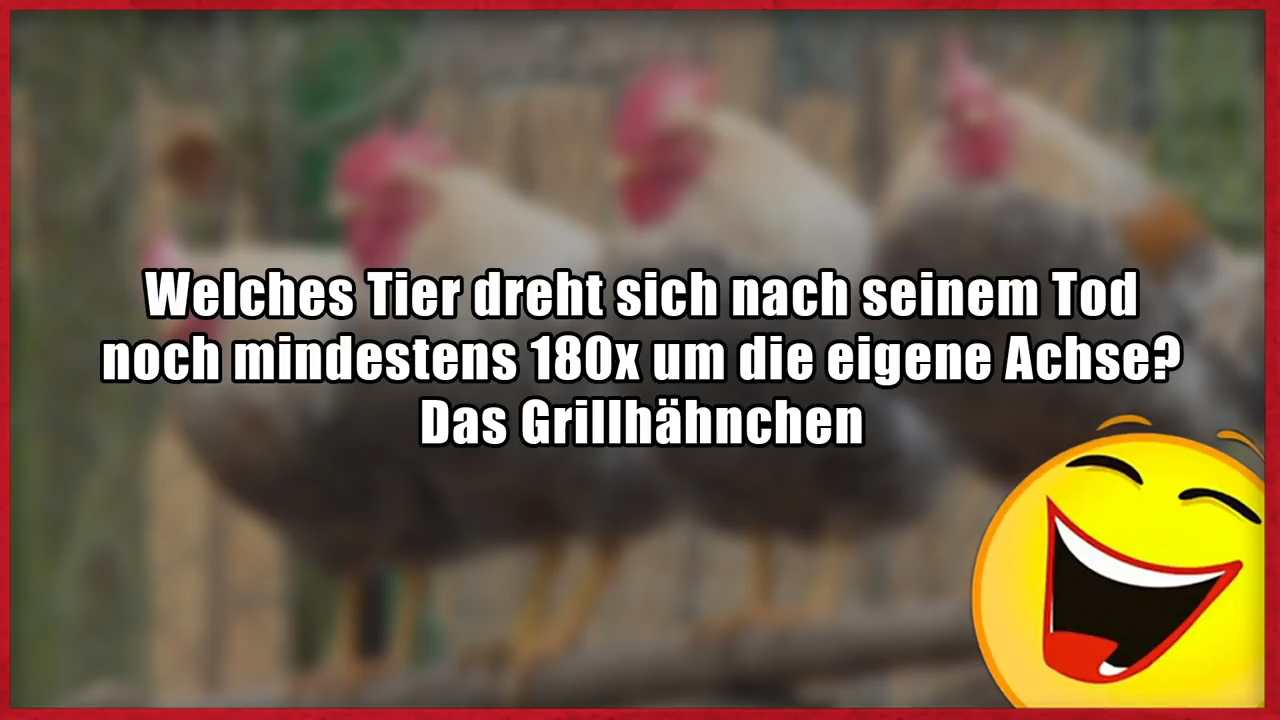 Welches Tier dreht sich nach seinem Tod
noch mindestens 180x um die eigene Achse?
Das Grillhähnchen